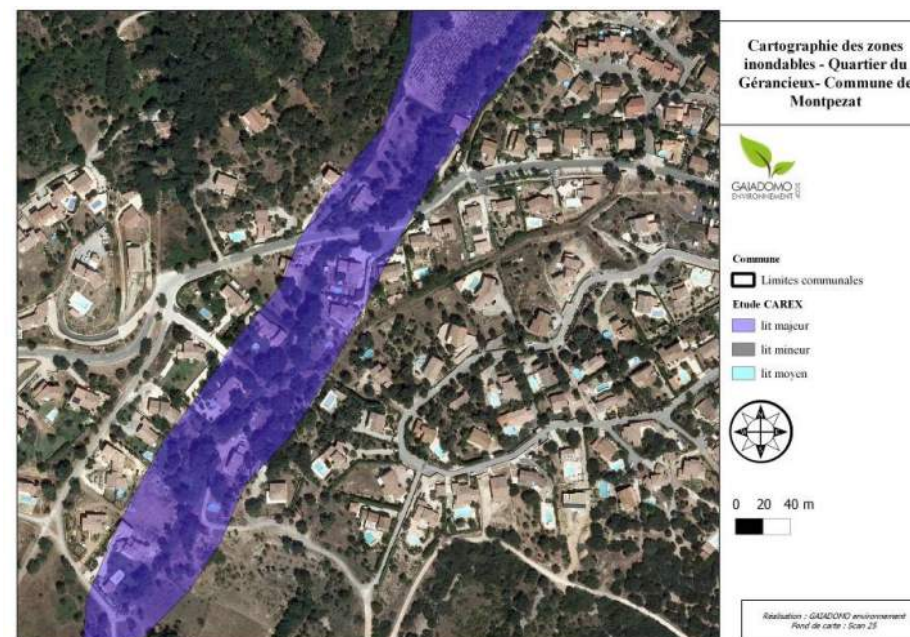 Cartographie des zones
inondables - Quartier du
Gérancieux- Commune de
Montpezat
GAIADOMO
ENVIRONNEMENT
Commune
Limites communales
Etude CAREX
lit majeur
lit mineur
lit moyen
0 20 40 m
Réalisation : GAIADOMO environnement
Fond de carte : Scan 25